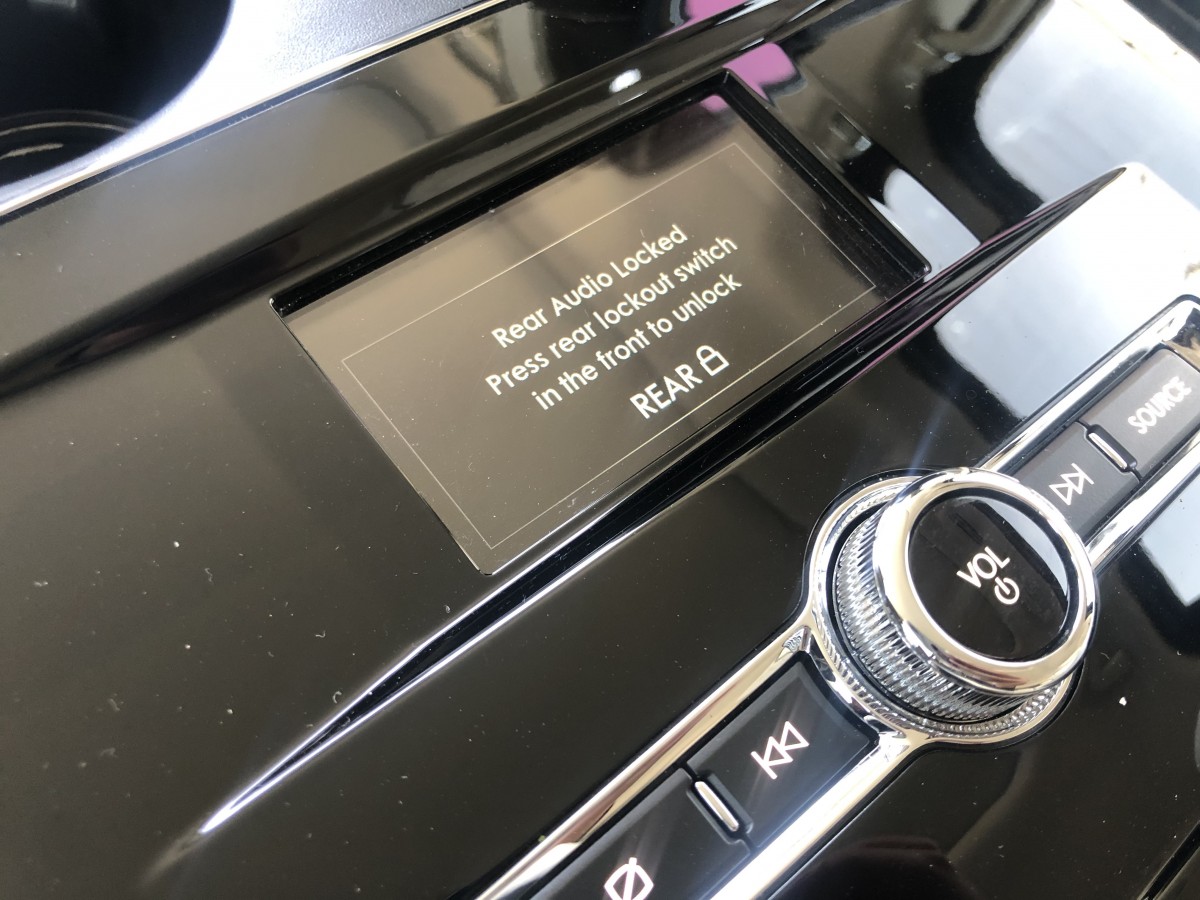 Rear Audio Locked
Press rear lockout switch
in the front to unlock
REAR
SOURCE
VOL